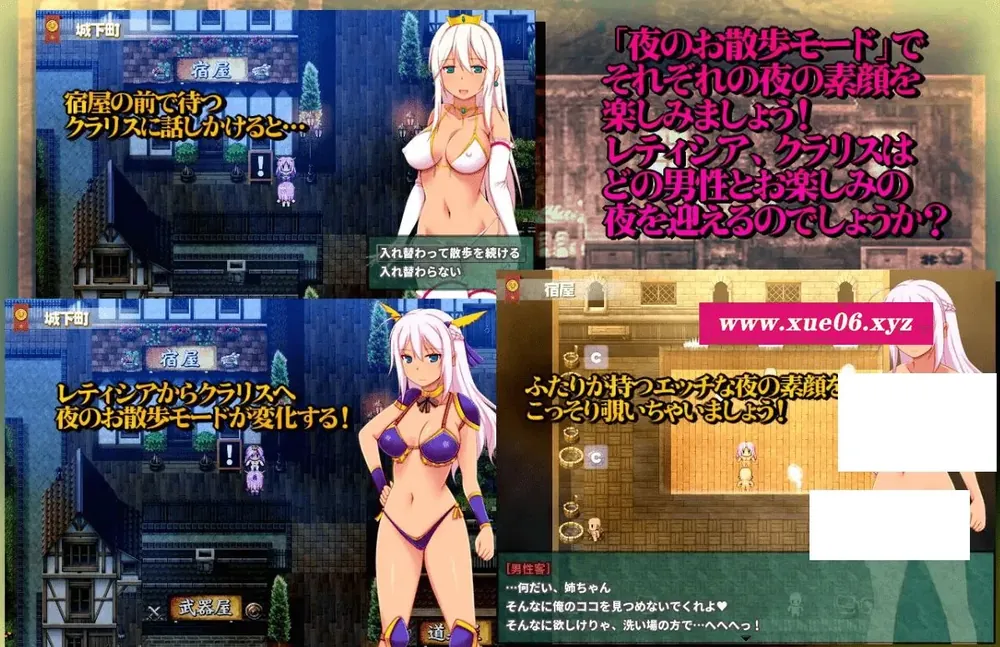 城下町
宿屋
宿屋の前で待つ
クラリスに話しかけると…
!
入れ替わって散歩を続ける
入れ替わらない
「夜のお散歩モード」で
それぞれの夜の素顔を
楽しみましょう!
レティシア、クラリスは
どの男性とお楽しみの
夜を迎えるのでしょうか?
城下町
宿屋
レティシアからクラリスへ
夜のお散歩モードが変化する!
!
武器屋
道
宿屋
www.xue06.xyz
ふたりが持つエッチな夜の素顔を
こっそり覗いちゃいましょう!
C
C
[男性客]
…何だい、姉ちゃん
そんなに俺のココを見つめないでくれよ♥
そんなに欲しけりゃ、洗い場の方で…へへへっ!